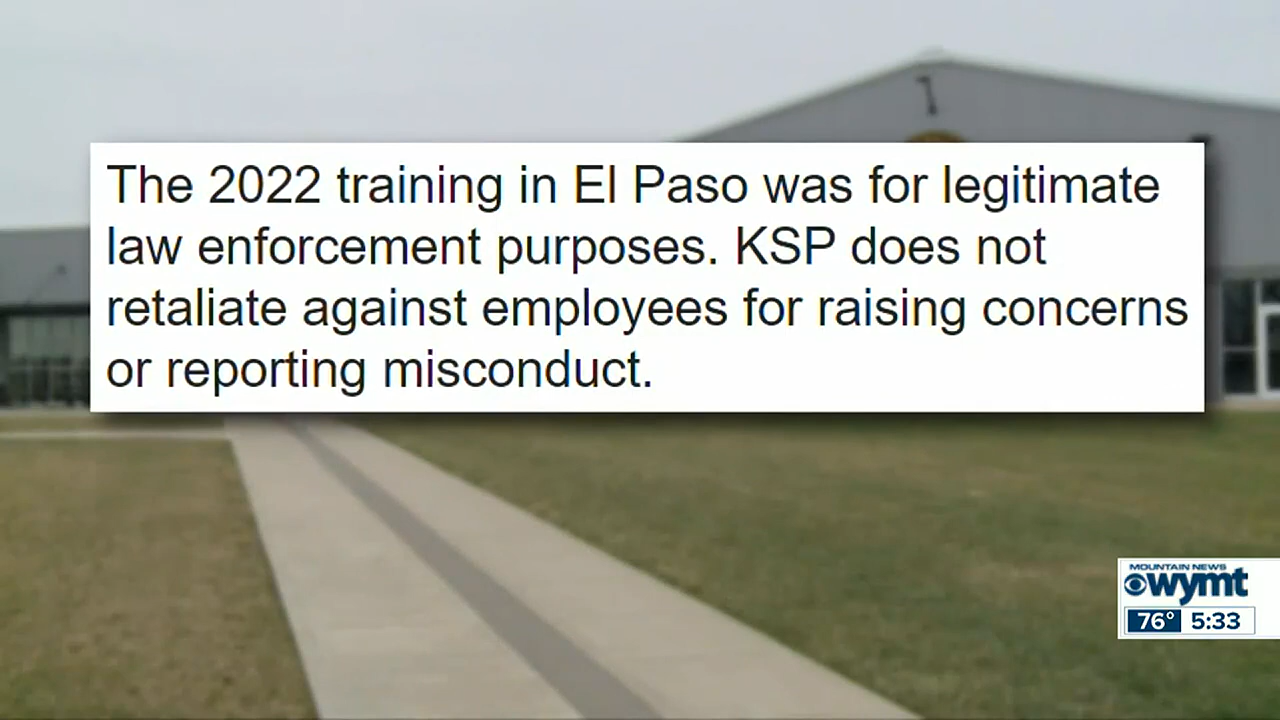 The 2022 training in El Paso was for legitimate
law enforcement purposes. KSP does not
retaliate against employees for raising concerns
or reporting misconduct.
MOUNTAIN NEWS
wymt
76° 5:33